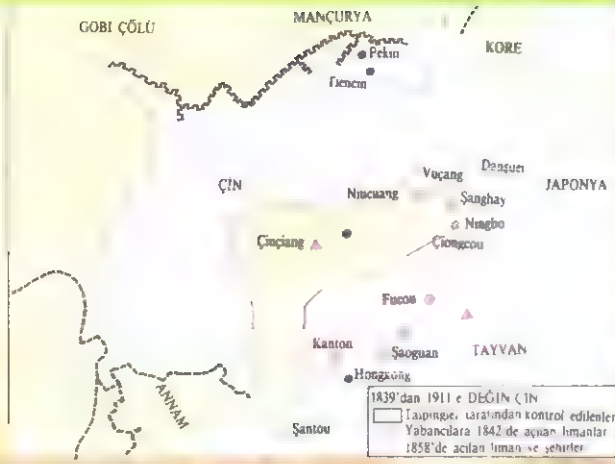 GOBI ÇÖLÜ
MANÇURYA
KORE
Pekin
Tiencin
ÇİN
Vuçang
Dansuei
JAPONYA
Niucuang
Şanghay
Ningbo
Çinçiang
Çiongcou
Fucou
Kanton
Şaoguan
TAYVAN
Hongkong
ANNAM
Şantou
1839'dan 1911'e DEĞİN ÇİN
Taipingler tarafından kontrol edilenler
Yabancılara 1842'de açılan limanlar
1858'de açılan liman ve şehirler